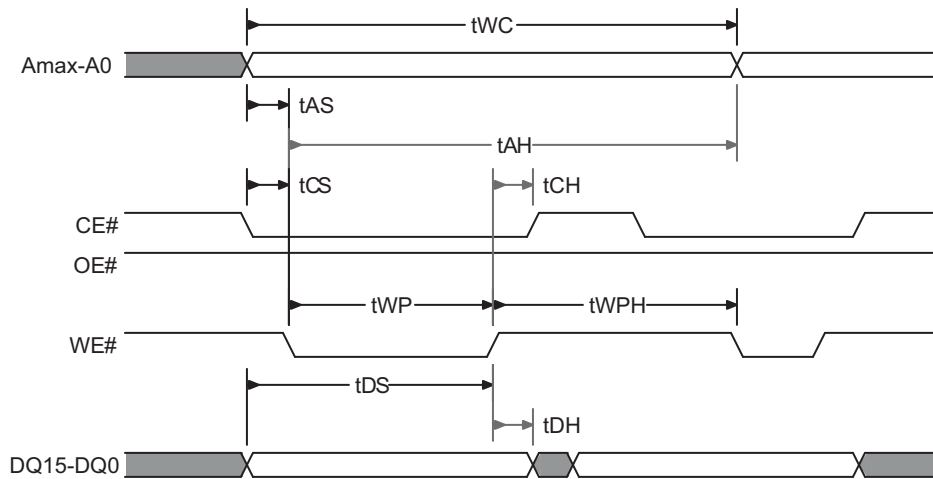 tWC
Amax-A0
tAS
tAH
tCS
tCH
CE#
OE#
tWP
tWPH
WE#
tDS
tDH
DQ15-DQ0